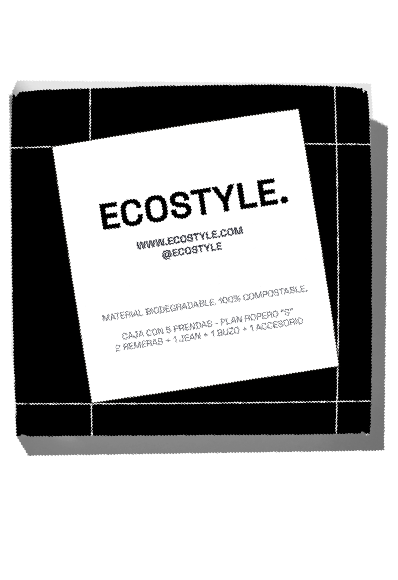 ECOSTYLE.
WWW.ECOSTYLE.COM
@ECOSTYLE
MATERIAL BIODEGRADABLE. 100% COMPOSTABLE.
CAJA CON 5 PRENDAS - PLAN ROPERO "S"
2 REMERAS + 1 JEAN + 1 BUZO + 1 ACCESORIO